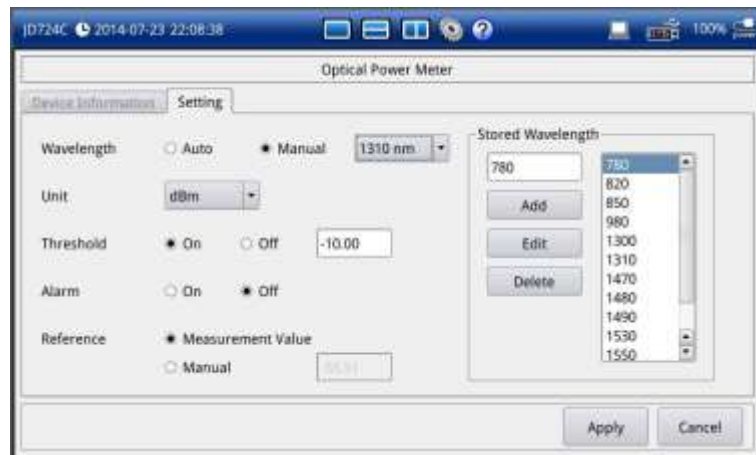 JD724C 2014-07-23 22:08:38
100%
Optical Power Meter
Device Information Setting
Wavelength Auto Manual 1310 nm
Unit dBm
Threshold On Off -10.00
Alarm On Off
Reference Measurement Value
Manual
Stored Wavelength
780
Add
Edit
Delete
780
820
850
980
1300
1310
1470
1480
1490
1530
1550
Apply Cancel